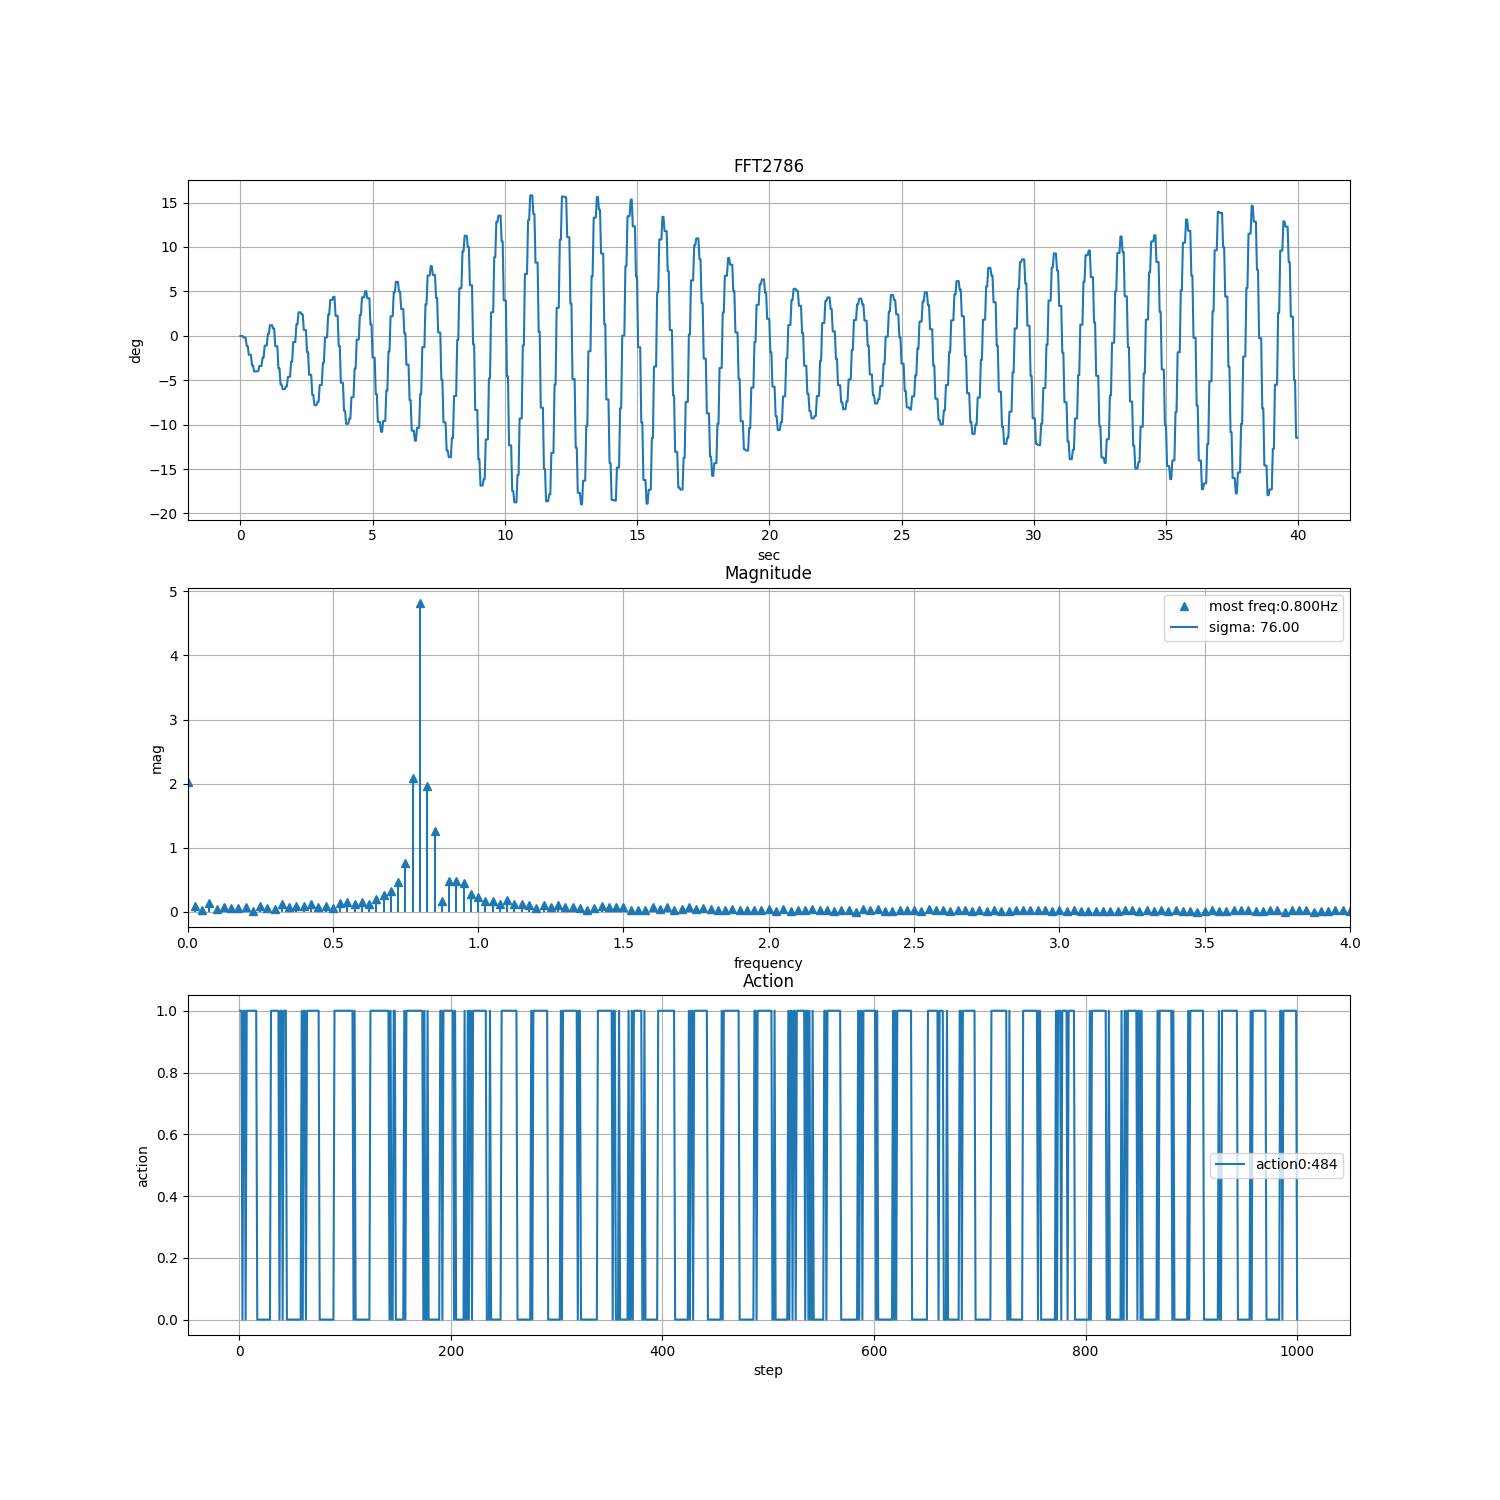 FFT2786
15
10
5
0
−5
−10
−15
−20
deg
0 5 10 15 20 25 30 35 40
sec
Magnitude
5
4
3
2
1
0
mag
most freq:0.800Hz
sigma: 76.00
0.0 0.5 1.0 1.5 2.0 2.5 3.0 3.5 4.0
frequency
Action
1.0
0.8
0.6
0.4
0.2
0.0
action
action0:484
0 200 400 600 800 1000
step